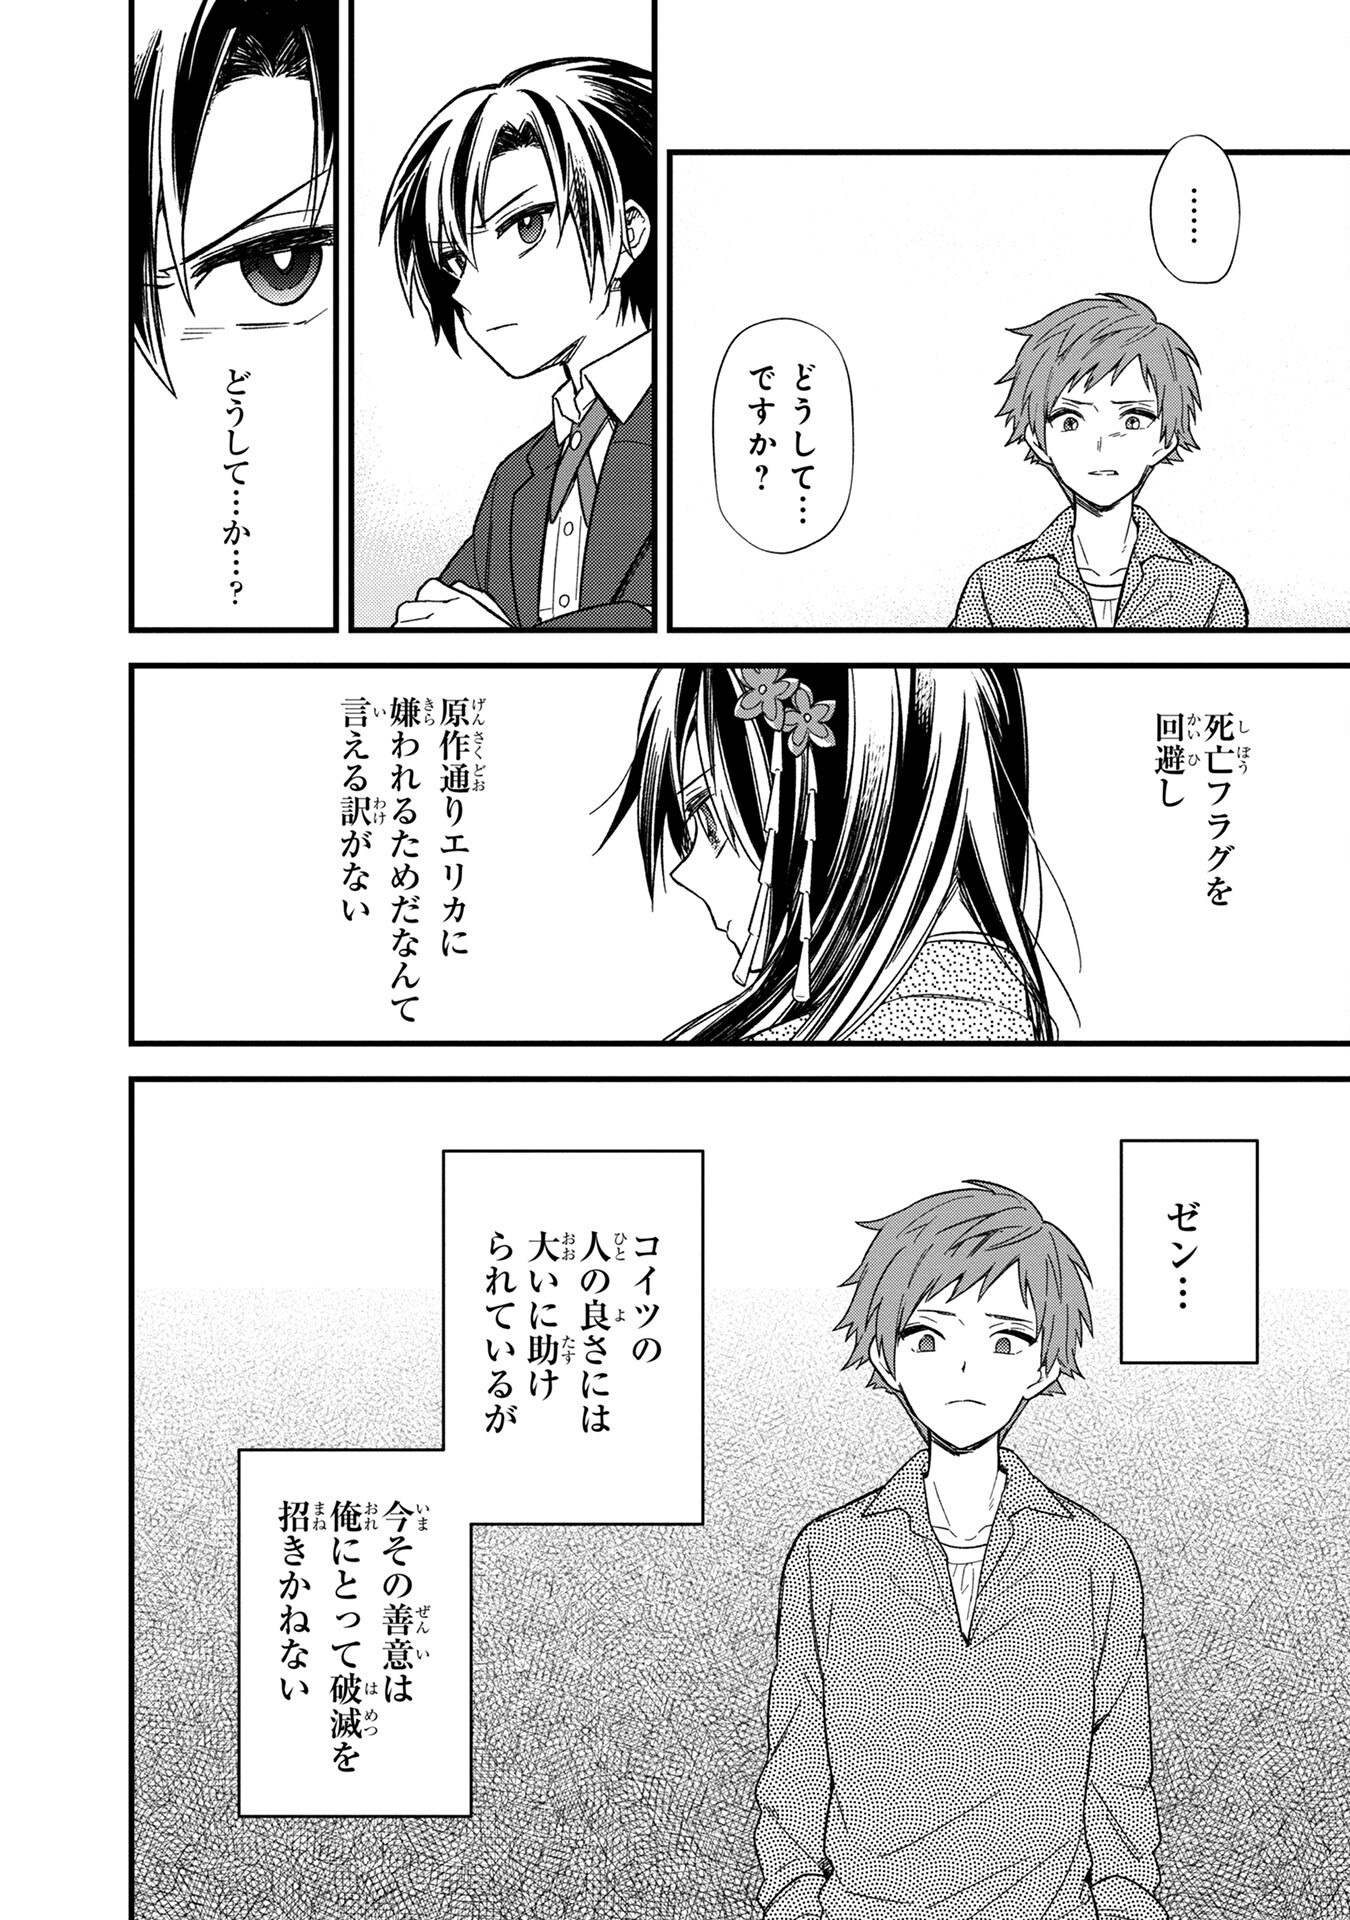 ……
どうして…
ですか？
どうして…か…？
死亡フラグを
回避し
原作通りエリカに
嫌われるためだなんて
言える訳がない
ゼン…
コイツの
人の良さには
大いに助け
られているが
今その善意は
俺にとって破滅を
招きかねない